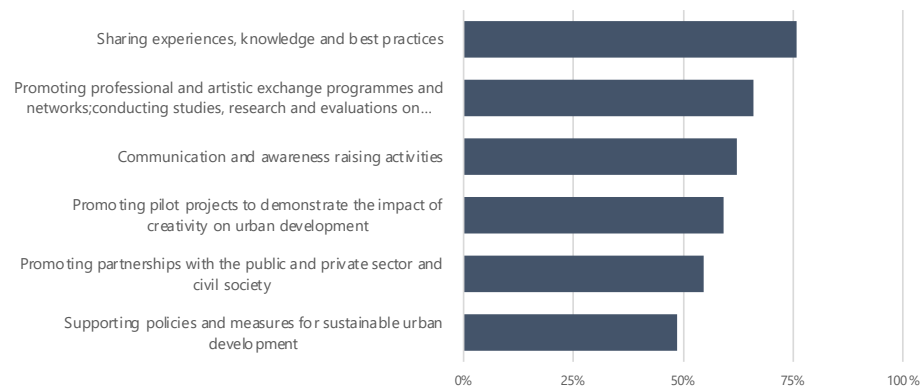 Sharing experiences, knowledge and best practices
Promoting professional and artistic exchange programmes and
networks;conducting studies, research and evaluations on...
Communication and awareness raising activities
Promoting pilot projects to demonstrate the impact of
creativity on urban development
Promoting partnerships with the public and private sector and
civil society
Supporting policies and measures for sustainable urban
development
0% 25% 50% 75% 100%